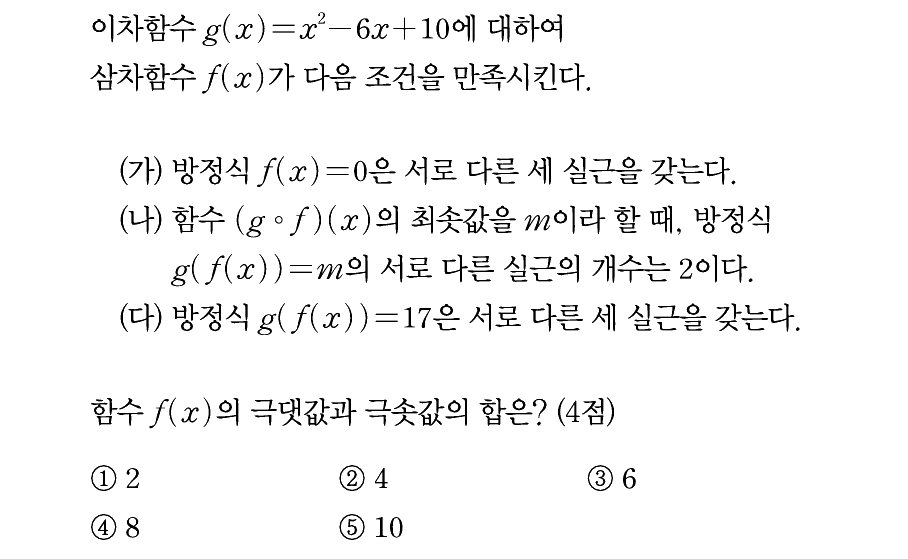 이차함수 g(x)=x²-6x+10에 대하여
삼차함수 f(x)가 다음 조건을 만족시킨다.
(가) 방정식 f(x)=0은 서로 다른 세 실근을 갖는다.
(나) 함수 (g∘f)(x)의 최솟값을 m이라 할 때, 방정식
g(f(x))=m의 서로 다른 실근의 개수는 2이다.
(다) 방정식 g(f(x))=17은 서로 다른 세 실근을 갖는다.
함수 f(x)의 극댓값과 극솟값의 합은? (4점)
① 2 ② 4 ③ 6
④ 8 ⑤ 10